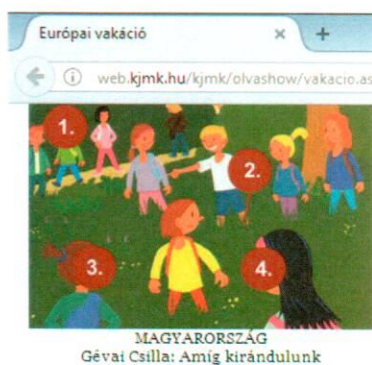 Európai vakáció
web.kjmk.hu/kjmk/olvashow/vakacio.as
1.
2.
3.
4.
MAGYARORSZÁG
Gévai Csilla: Amíg kirándulunk